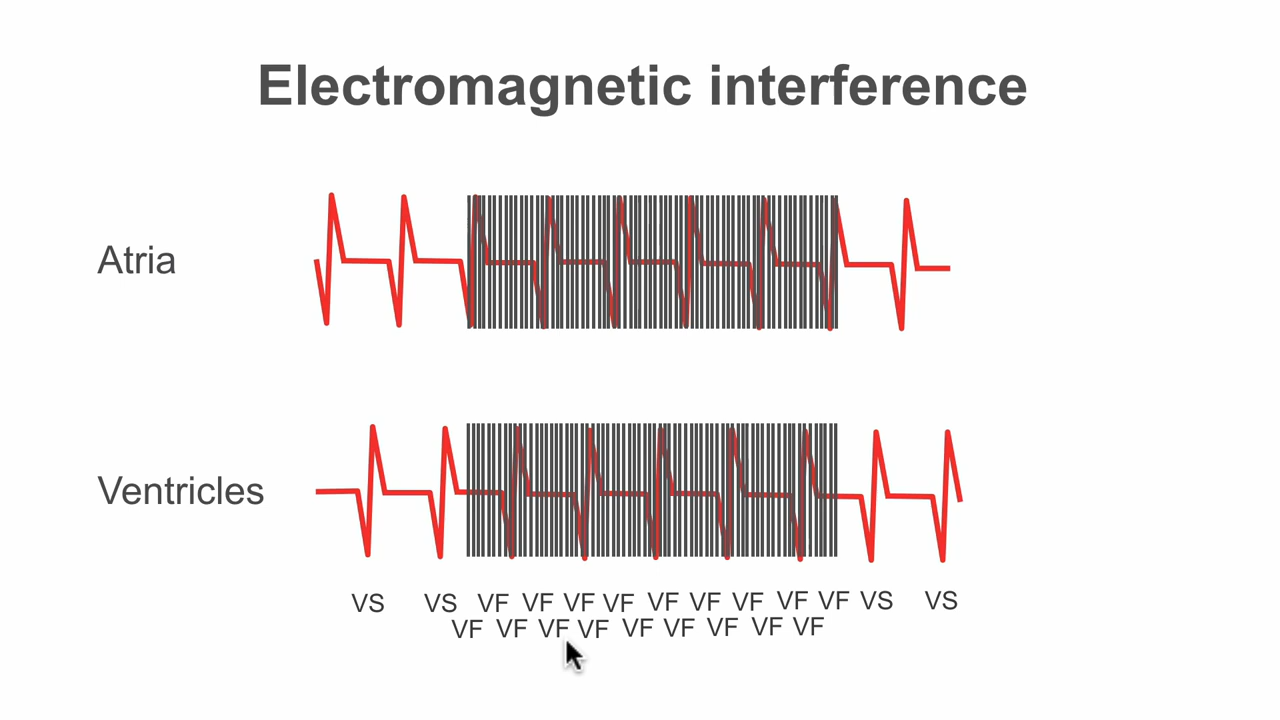 Electromagnetic interference
Atria
Ventricles
VS VS VF VF VF VF VF VF VF VF VF VS VS
VF VF VF VF VF VF VF VF VF